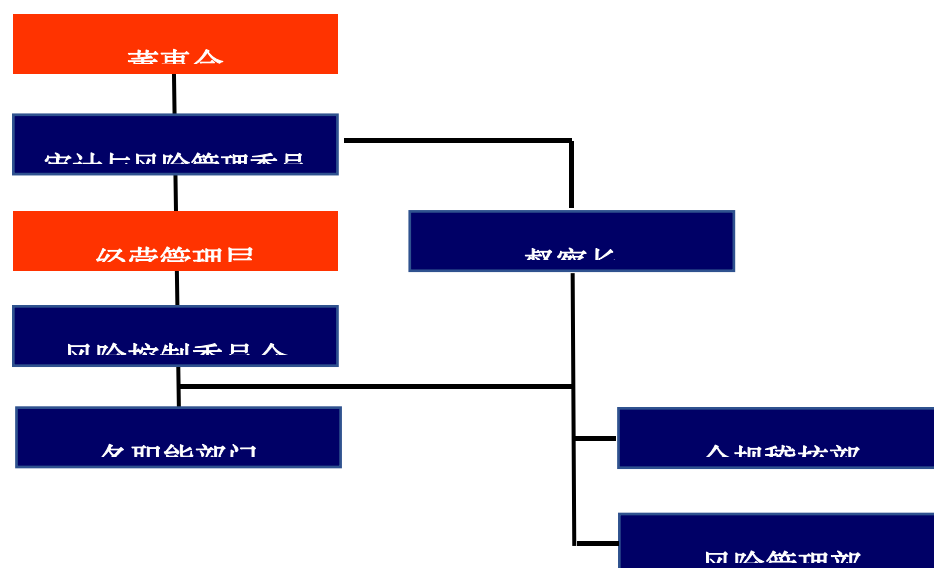 董事会
审计与风险管理委员
经营管理层
督察长
风险控制委员会
各职能部门
合规稽核部
风险管理部